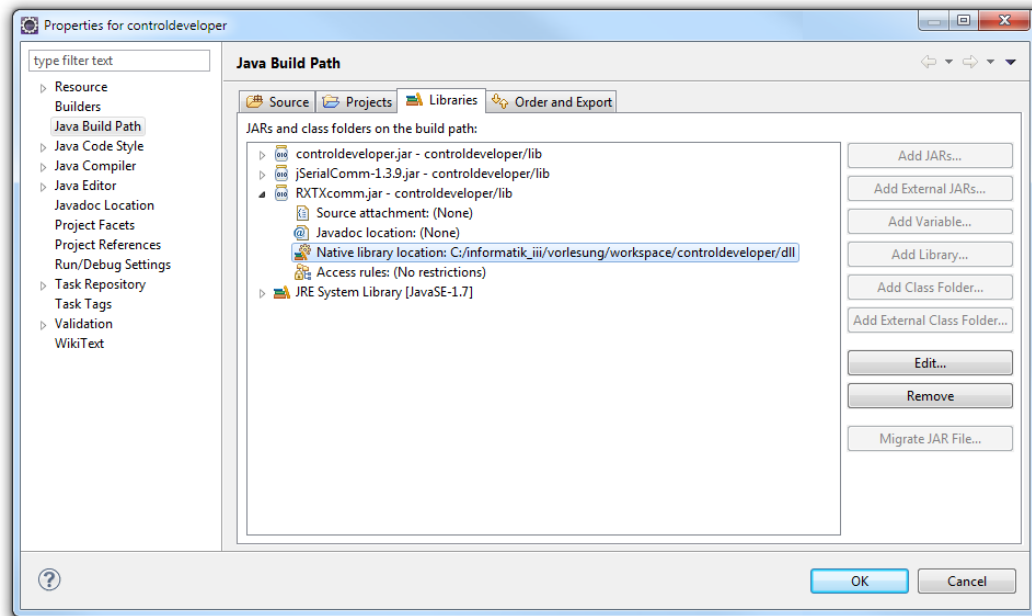 Properties for controldeveloper
type filter text
Resource
Builders
Java Build Path
Java Code Style
Java Compiler
Java Editor
Javadoc Location
Project Facets
Project References
Run/Debug Settings
Task Repository
Task Tags
Validation
WikiText
Java Build Path
Source Projects Libraries Order and Export
JARs and class folders on the build path:
controldeveloper.jar - controldeveloper/lib
jSerialComm-1.3.9.jar - controldeveloper/lib
RXTXcomm.jar - controldeveloper/lib
Source attachment: (None)
Javadoc location: (None)
Native library location: C:/informatik_iii/vorlesung/workspace/controldeveloper/dll
Access rules: (No restrictions)
JRE System Library [JavaSE-1.7]
Add JARs...
Add External JARs...
Add Variable...
Add Library...
Add Class Folder...
Add External Class Folder...
Edit...
Remove
Migrate JAR File...
OK Cancel